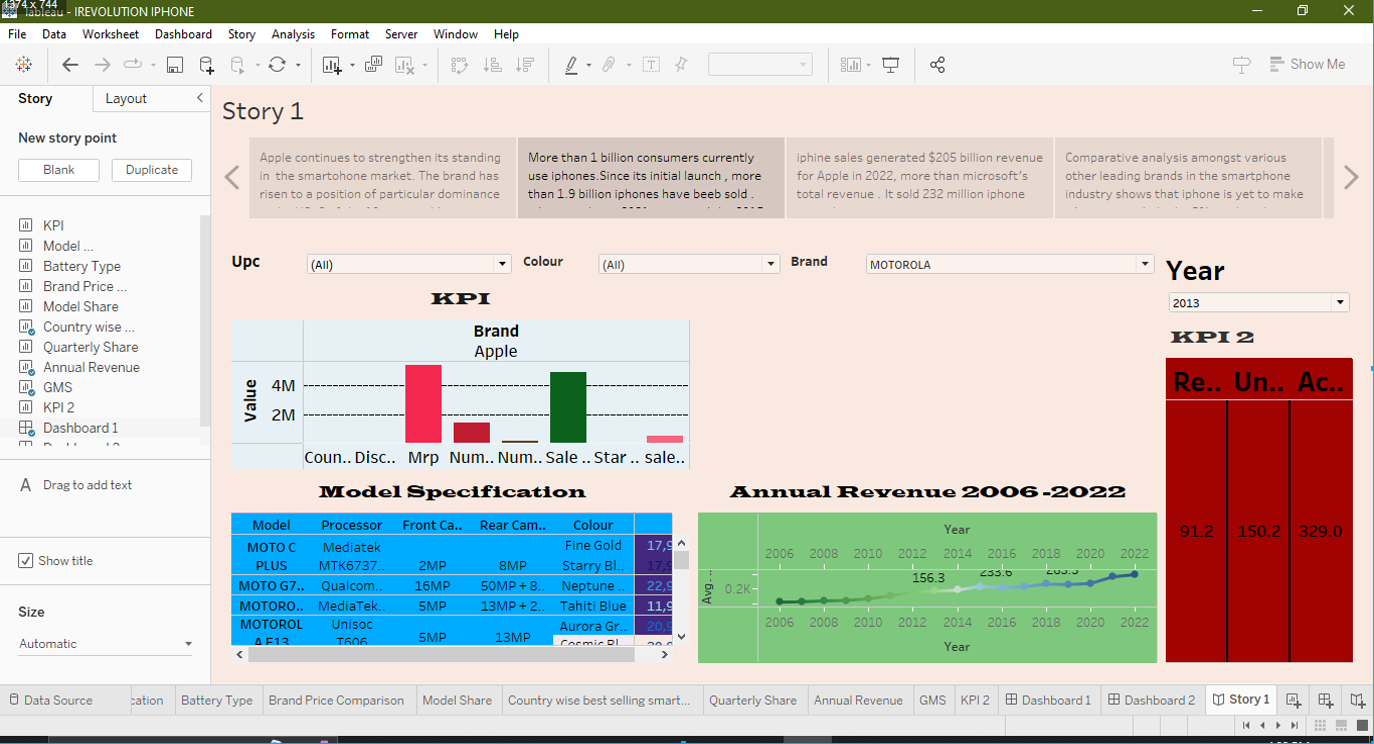 1374 x 744
Tableau - IREVOLUTION IPHONE
File Data Worksheet Dashboard Story Analysis Format Server Window Help
Show Me
Story Layout
New story point
Blank Duplicate
KPI
Model ...
Battery Type
Brand Price ...
Model Share
Country wise ...
Quarterly Share
Annual Revenue
GMS
KPI 2
Dashboard 1
A Drag to add text
Show title
Size
Automatic
Story 1
Apple continues to strengthen its standing
in the smartohone market. The brand has
risen to a position of particular dominance
More than 1 billion consumers currently
use iphones.Since its initial launch , more
than 1.9 billion iphones have beeb sold .
iphine sales generated $205 billion revenue
for Apple in 2022, more than microsoft's
total revenue . It sold 232 million iphone
Comparative analysis amongst various
other leading brands in the smartphone
industry shows that iphone is yet to make
Upc (All) Colour (All) Brand MOTOROLA
Year
2013
KPI
Brand
Apple
Value
4M
2M
Coun.. Disc.. Mrp Num.. Num.. Sale .. Star .. sale..
KPI 2
Re.. Un.. Ac..
91.2 150.2 329.0
Model Specification
Model Processor Front Ca.. Rear Cam.. Colour
MOTO C PLUS Mediatek MTK6737.. 2MP 8MP Fine Gold 17,9
Starry Bl.. 17,9
MOTO G7.. Qualcom.. 16MP 50MP + 8.. Neptune .. 22,9
MOTORO.. MediaTek.. 5MP 13MP + 2.. Tahiti Blue 11,9
MOTOROL A E13 Unisoc T606 5MP 13MP Aurora Gr.. 20,9
Cosmic Bl..
Annual Revenue 2006 -2022
Year
2006 2008 2010 2012 2014 2016 2018 2020 2022
Avg...
0.2K
156.3 233.6 265.5
2006 2008 2010 2012 2014 2016 2018 2020 2022
Year
Data Source cation Battery Type Brand Price Comparison Model Share Country wise best selling smart... Quarterly Share Annual Revenue GMS KPI 2 Dashboard 1 Dashboard 2 Story 1